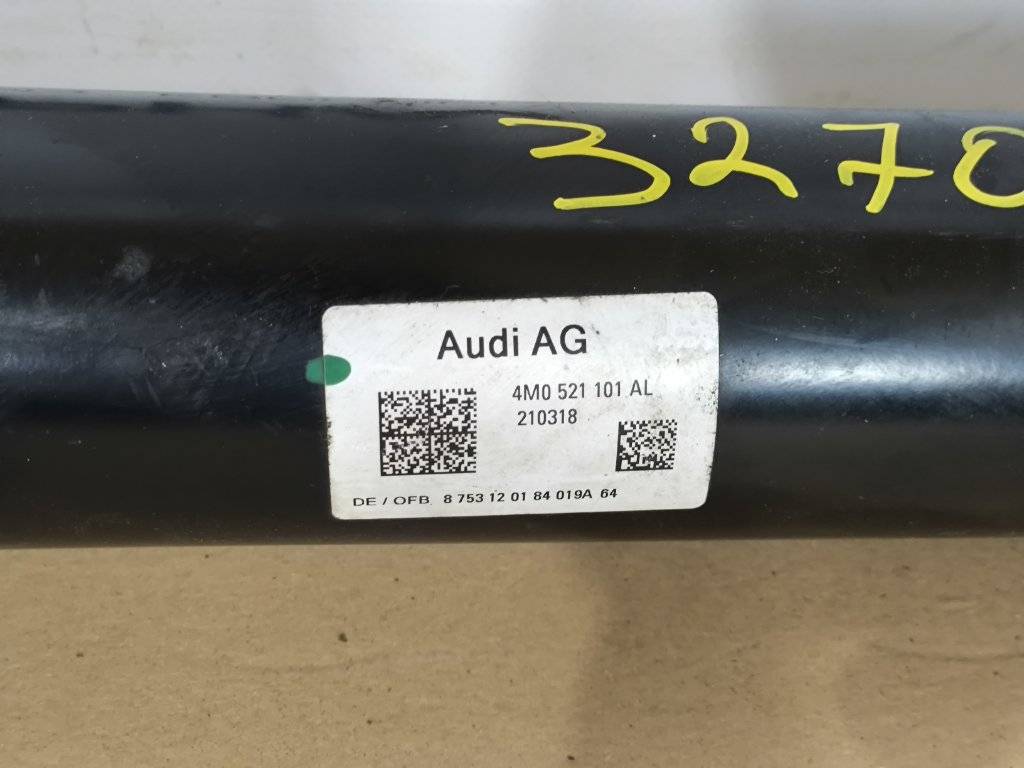 3270
Audi AG
4M0 521 101 AL
210318
DE / OFB 8 753 12 01 84 019A 64